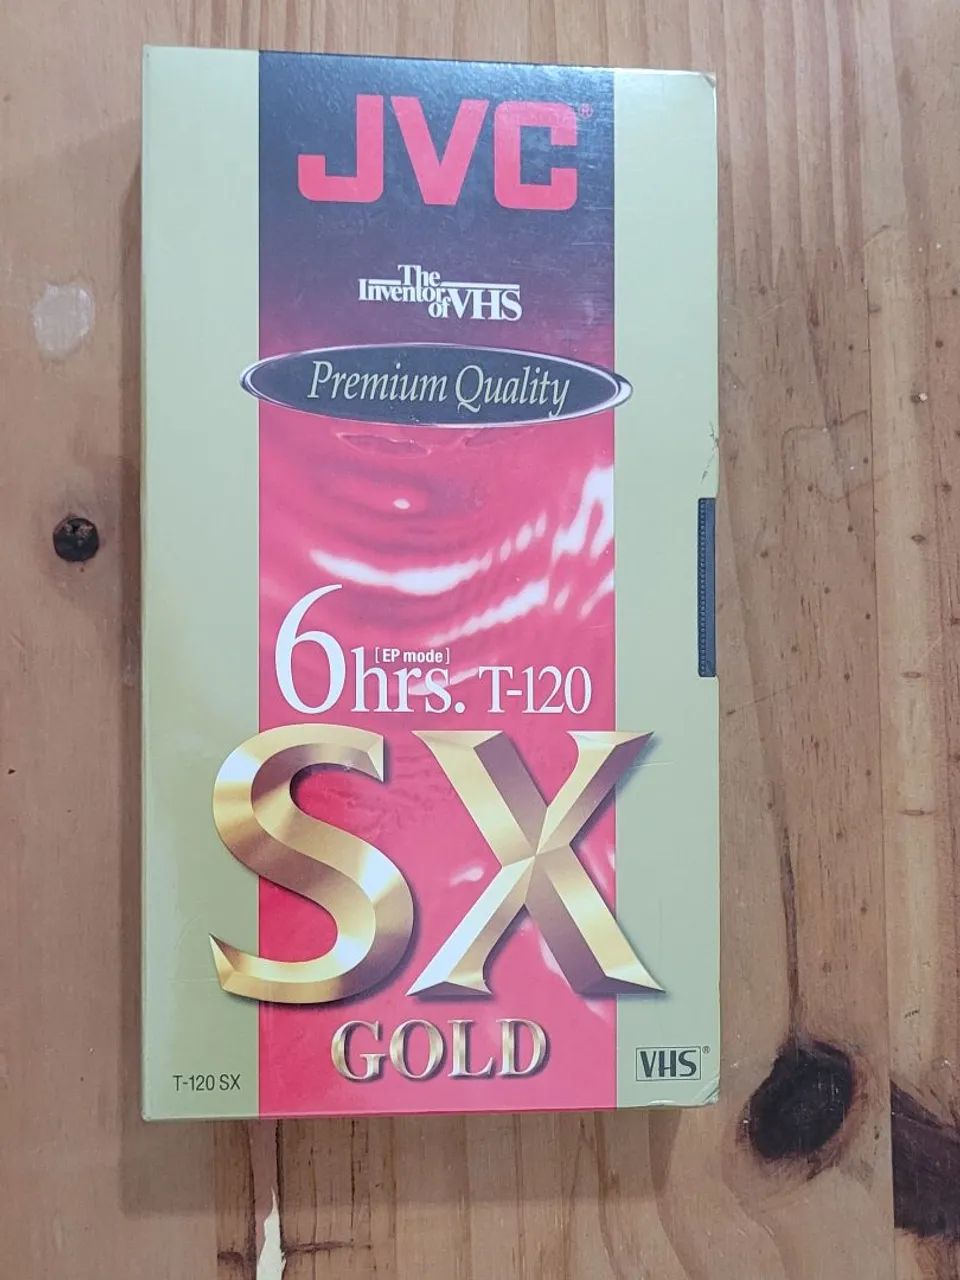 JVC®
The
Inventor
of VHS
Premium Quality
6 hrs. [EP mode] T-120
SX
GOLD
T-120 SX
VHS®